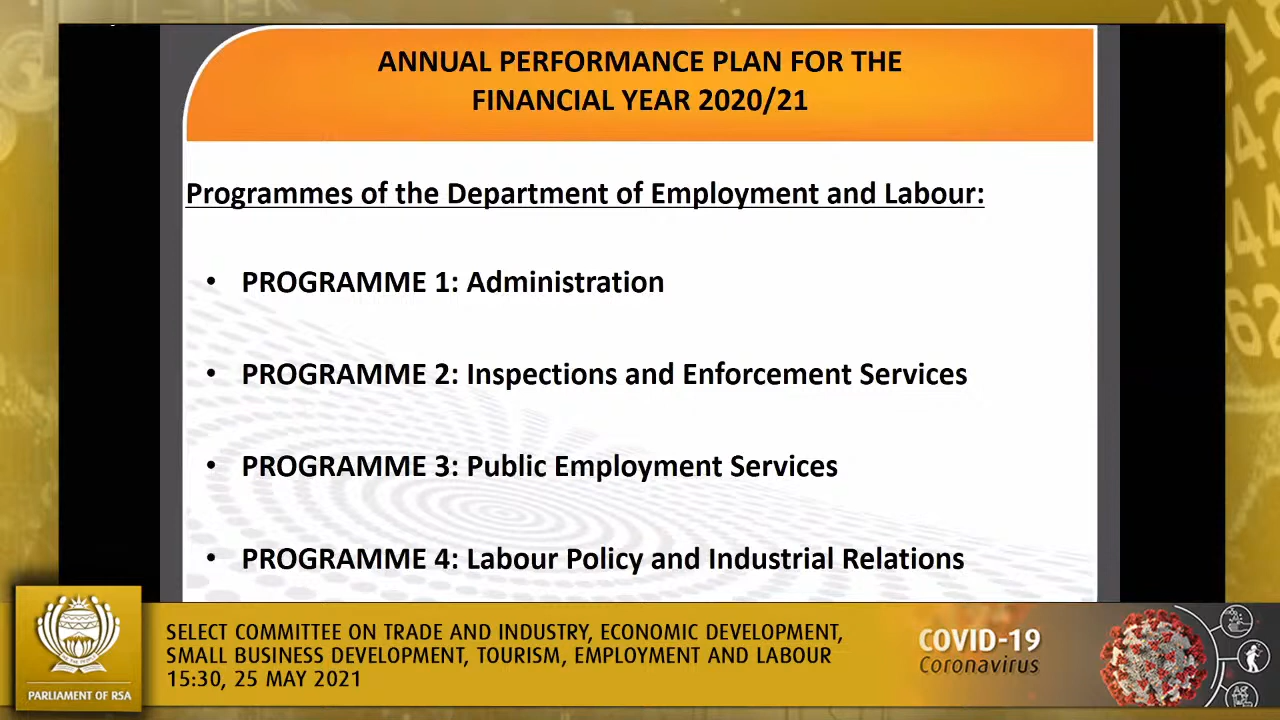 ANNUAL PERFORMANCE PLAN FOR THE
FINANCIAL YEAR 2020/21
Programmes of the Department of Employment and Labour:
• PROGRAMME 1: Administration
• PROGRAMME 2: Inspections and Enforcement Services
• PROGRAMME 3: Public Employment Services
• PROGRAMME 4: Labour Policy and Industrial Relations
PARLIAMENT OF RSA
SELECT COMMITTEE ON TRADE AND INDUSTRY, ECONOMIC DEVELOPMENT,
SMALL BUSINESS DEVELOPMENT, TOURISM, EMPLOYMENT AND LABOUR
15:30, 25 MAY 2021
COVID-19
Coronavirus